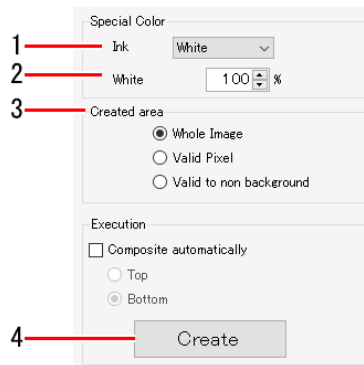 Special Color
1 Ink White
2 White 100 %
3 Created area
Whole Image
Valid Pixel
Valid to non background
Execution
Composite automatically
Top
Bottom
4 Create